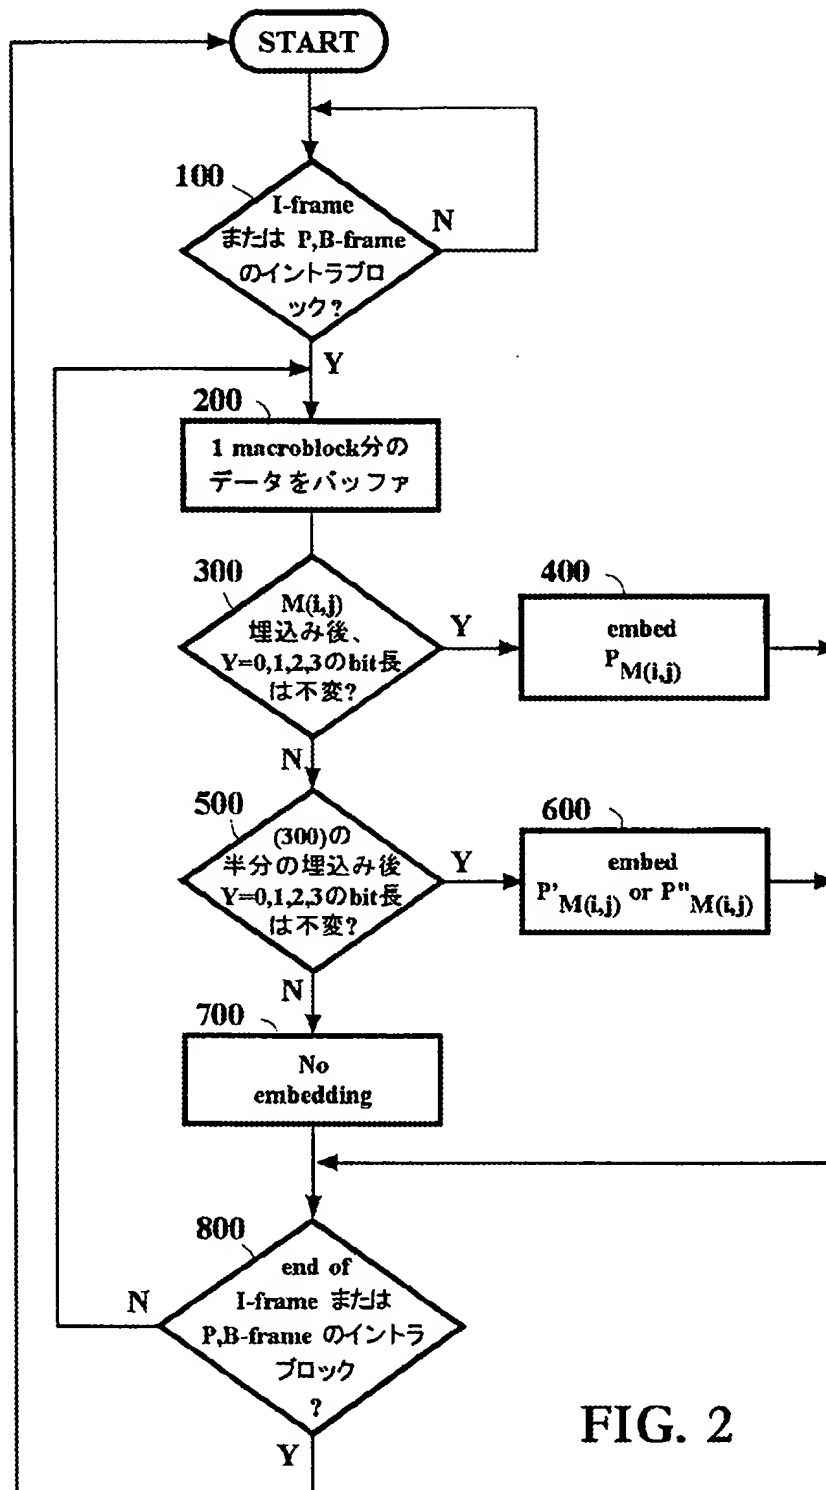 START
100
I-frame
または P,B-frame
のイントラブロ
ック?
N
Y
200
1 macroblock分の
データをバッファ
300
M(i,j)
埋込み後、
Y=0,1,2,3のbit長
は不変?
Y
400
embed
P M(i,j)
N
500
(300)の
半分の埋込み後
Y=0,1,2,3のbit長
は不変?
Y
600
embed
P' M(i,j) or P" M(i,j)
N
700
No
embedding
800
end of
I-frame または
P,B-frame のイントラ
ブロック
?
N
Y
FIG. 2